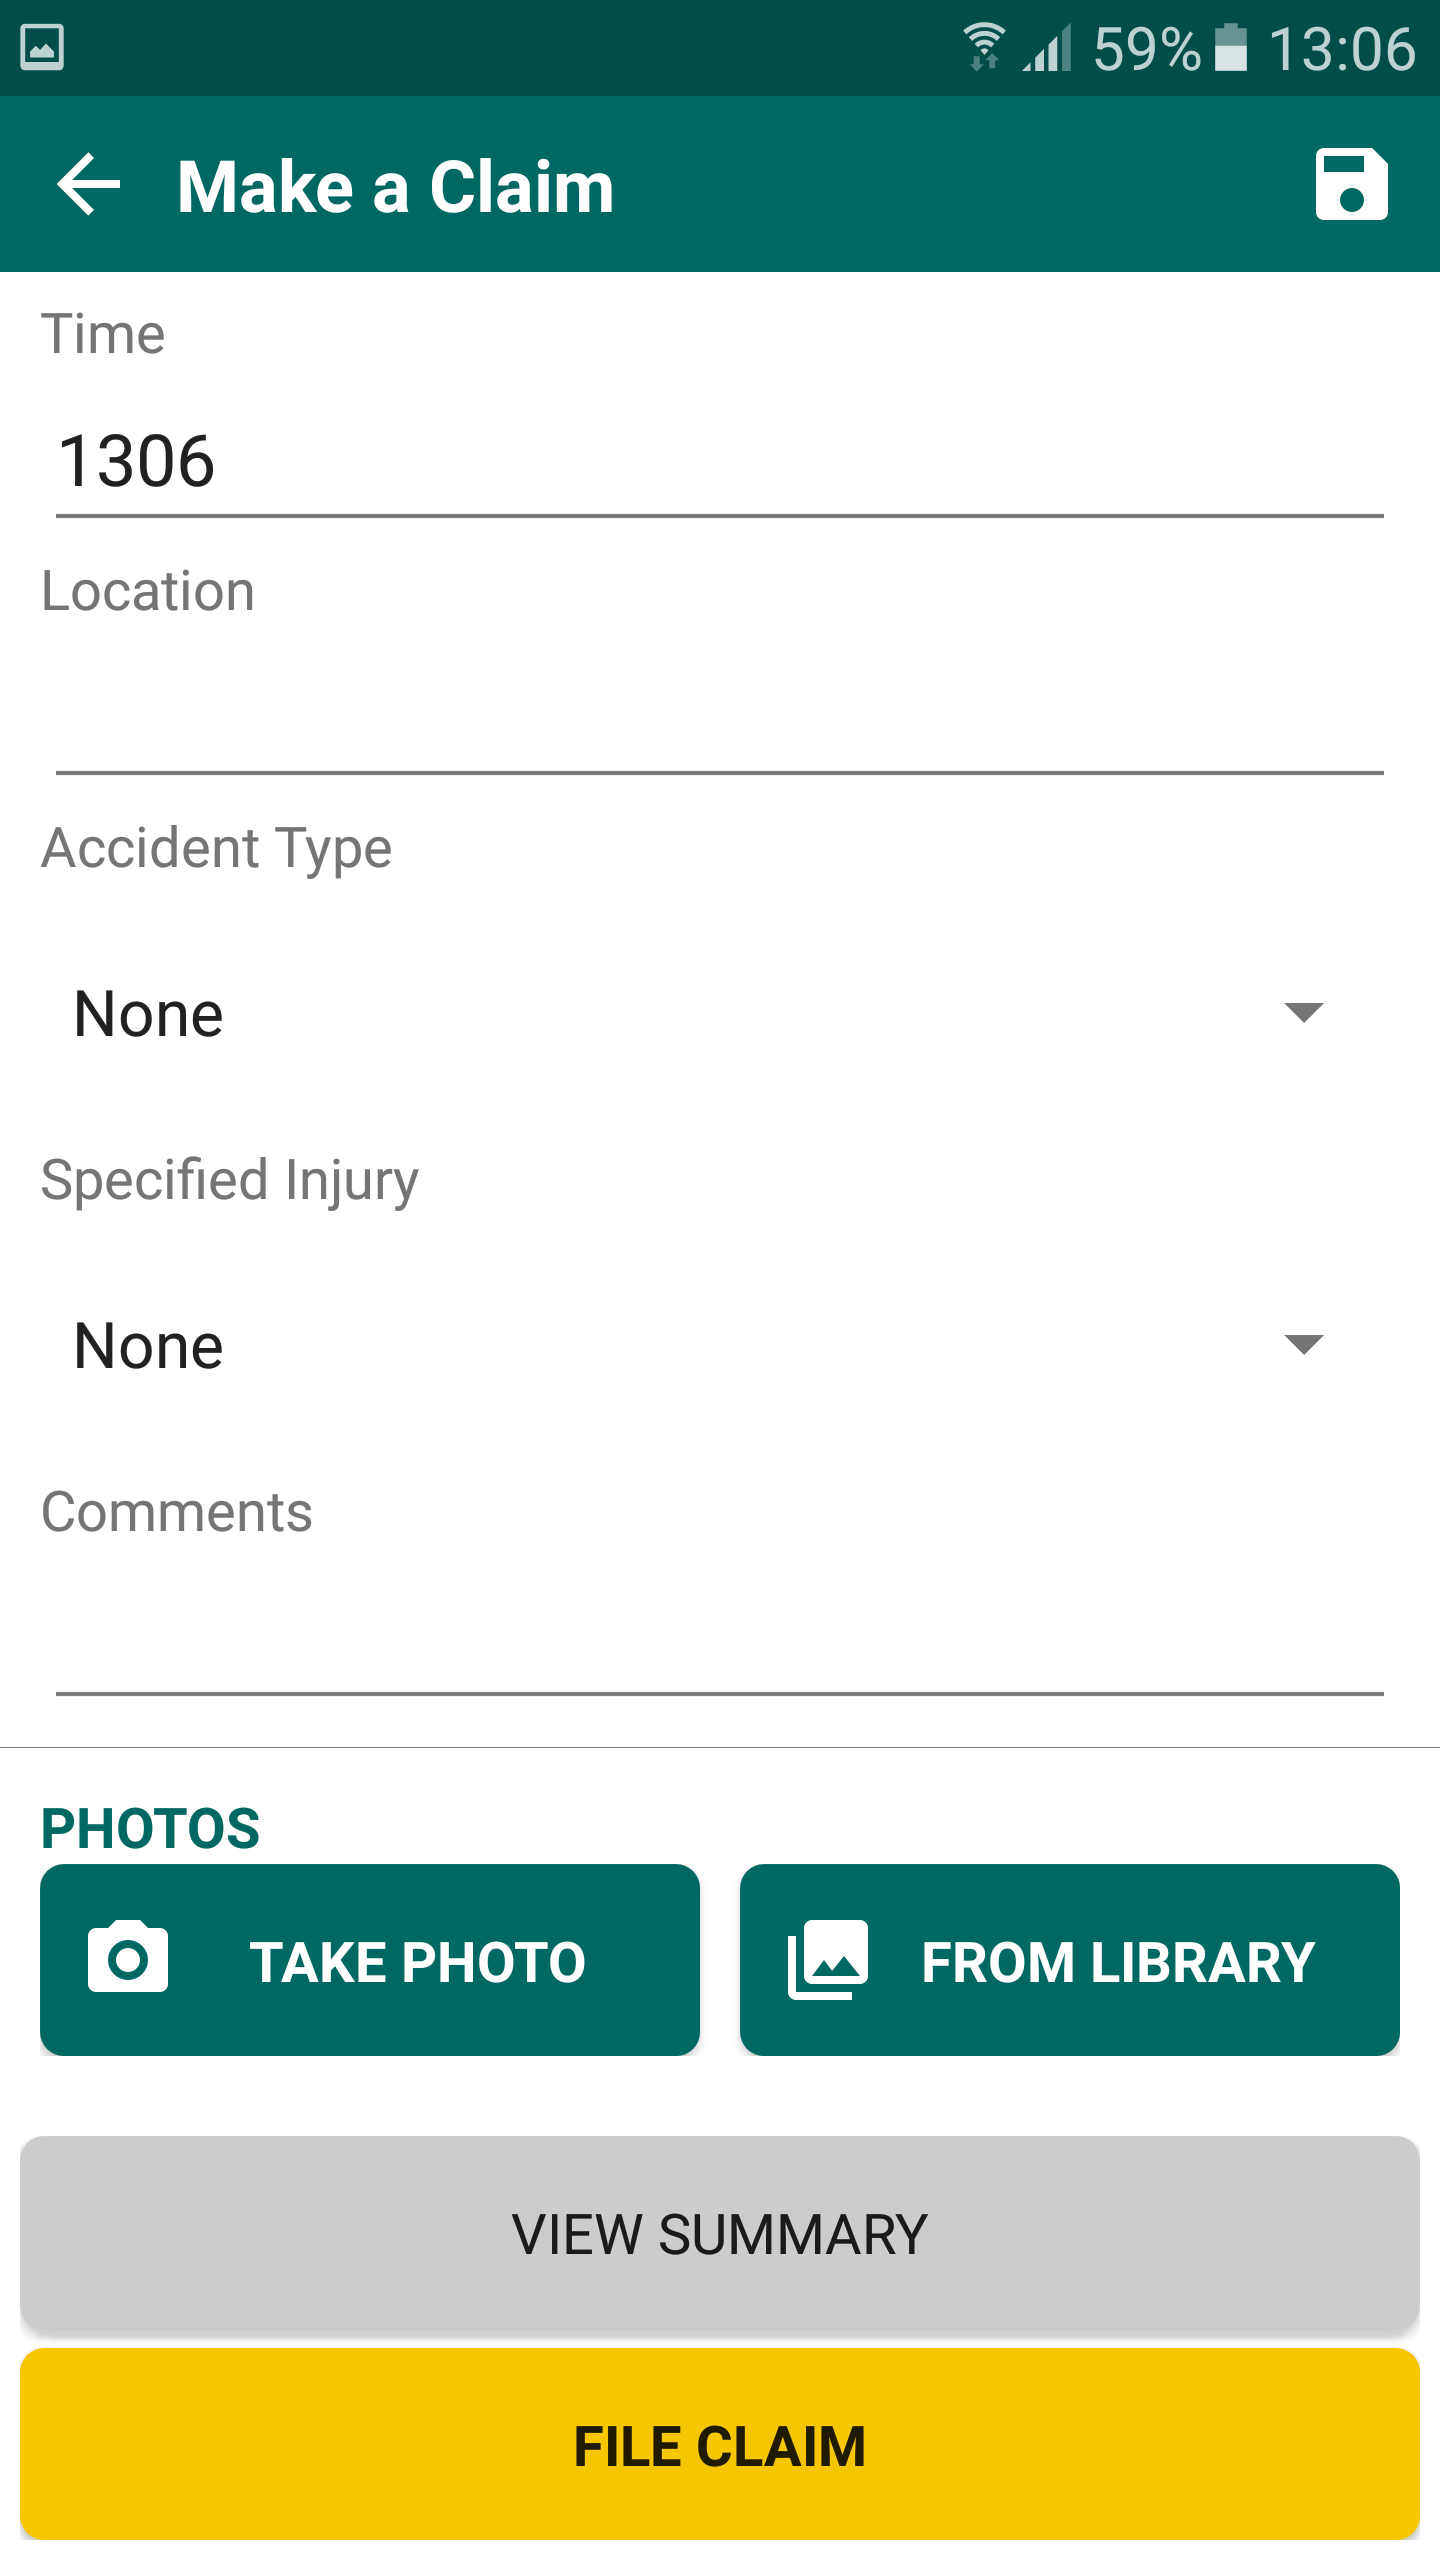 59% 13:06
Make a Claim
Time
1306
Location
Accident Type
None
Specified Injury
None
Comments
PHOTOS
TAKE PHOTO
FROM LIBRARY
VIEW SUMMARY
FILE CLAIM